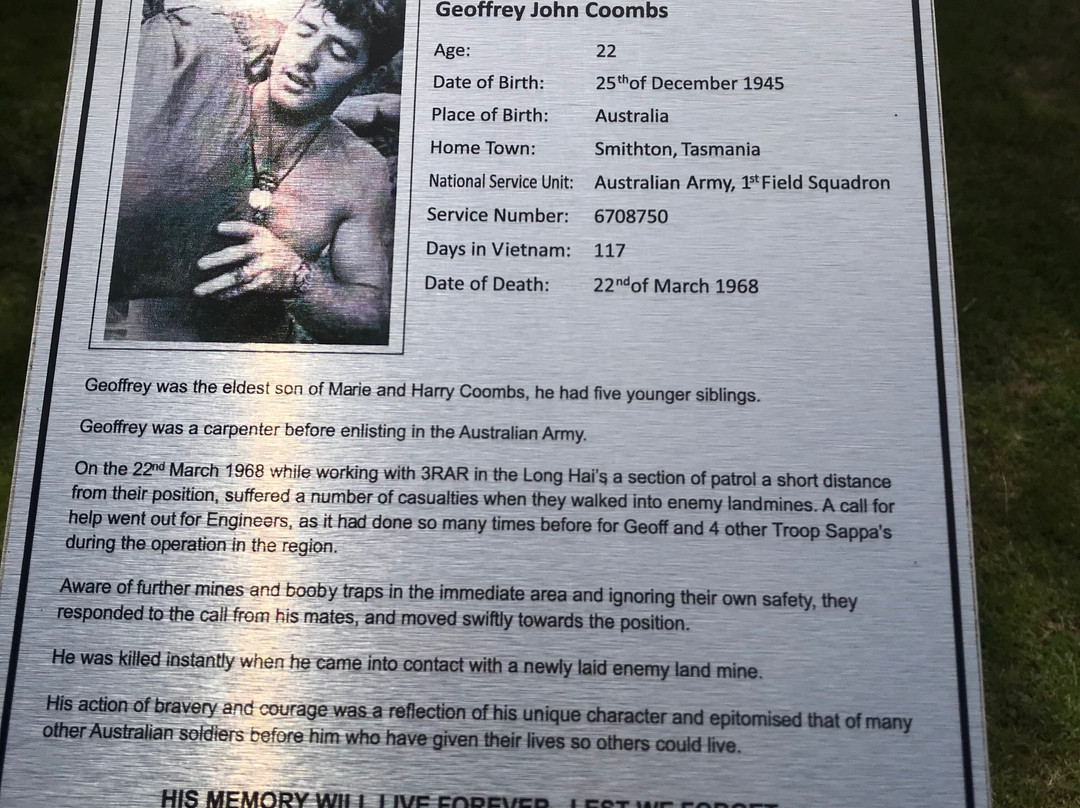 Geoffrey John Coombs
Age: 22
Date of Birth: 25th of December 1945
Place of Birth: Australia
Home Town: Smithton, Tasmania
National Service Unit: Australian Army, 1st Field Squadron
Service Number: 6708750
Days in Vietnam: 117
Date of Death: 22nd of March 1968
Geoffrey was the eldest son of Marie and Harry Coombs, he had five younger siblings.
Geoffrey was a carpenter before enlisting in the Australian Army.
On the 22nd March 1968 while working with 3RAR in the Long Hai's a section of patrol a short distance
from their position, suffered a number of casualties when they walked into enemy landmines. A call for
help went out for Engineers, as it had done so many times before for Geoff and 4 other Troop Sappa's
during the operation in the region.
Aware of further mines and booby traps in the immediate area and ignoring their own safety, they
responded to the call from his mates, and moved swiftly towards the position.
He was killed instantly when he came into contact with a newly laid enemy land mine.
His action of bravery and courage was a reflection of his unique character and epitomised that of many
other Australian soldiers before him who have given their lives so others could live.
HIS MEMORY WILL LIVE FOREVER LEST WE FORGET